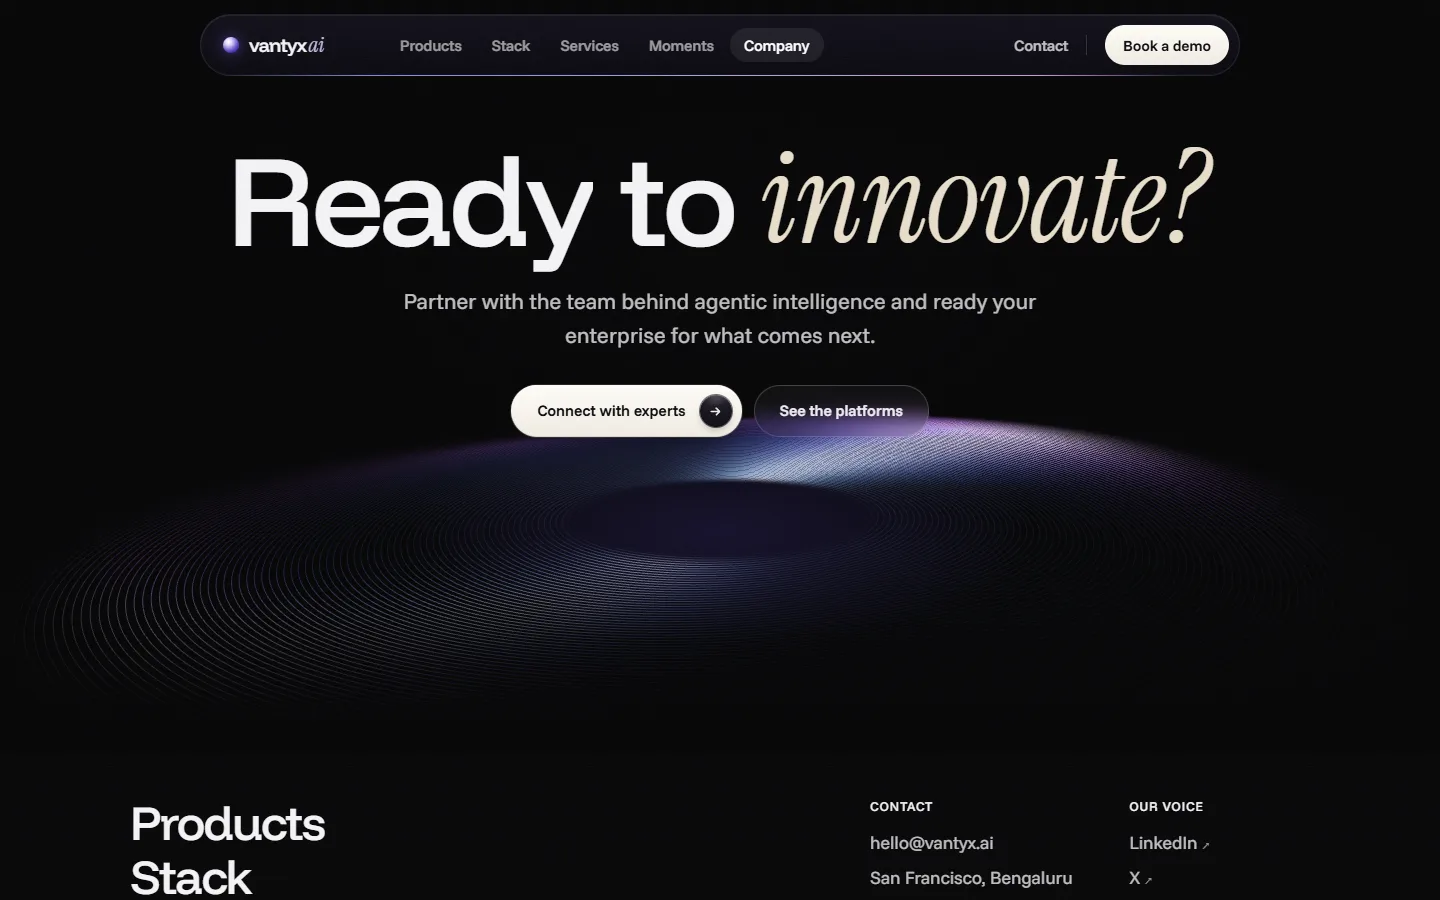 vantyx ai
Products
Stack
Services
Moments
Company
Contact
Book a demo
Ready to innovate?
Partner with the team behind agentic intelligence and ready your
enterprise for what comes next.
Connect with experts →
See the platforms
Products
Stack
CONTACT
hello@vantyx.ai
San Francisco, Bengaluru
OUR VOICE
LinkedIn ↗
X ↗